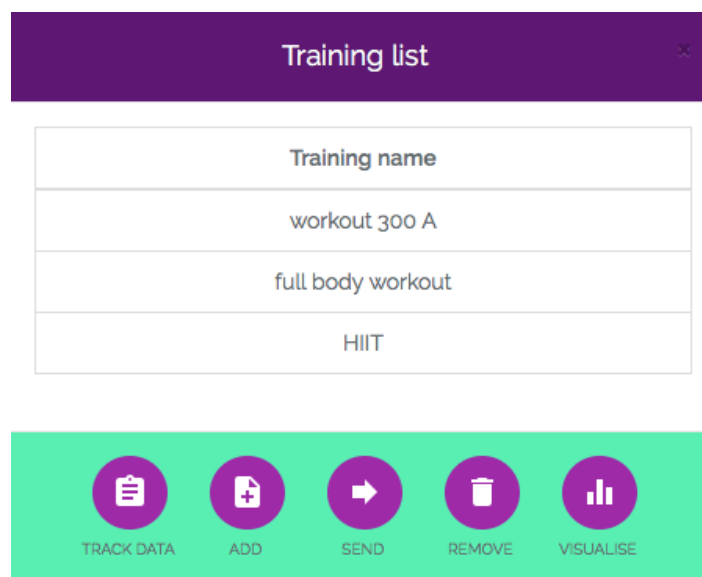 Training list
×
Training name
workout 300 A
full body workout
HIIT
TRACK DATA
ADD
SEND
REMOVE
VISUALISE